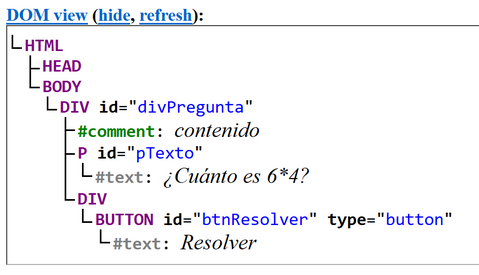 DOM view (hide, refresh):
HTML
HEAD
BODY
DIV id="divPregunta"
#comment: contenido
P id="pTexto"
#text: ¿Cuánto es 6*4?
DIV
BUTTON id="btnResolver" type="button"
#text: Resolver